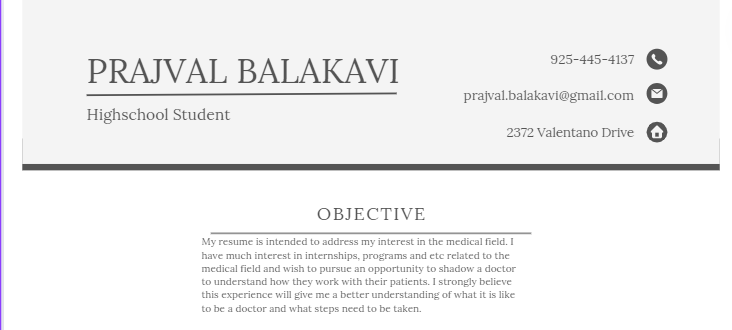 PRAJVAL BALAKAVI
Highschool Student
925-445-4137
prajval.balakavi@gmail.com
2372 Valentano Drive
OBJECTIVE
My resume is intended to address my interest in the medical field. I
have much interest in internships, programs and etc related to the
medical field and wish to pursue an opportunity to shadow a doctor
to understand how they work with their patients. I strongly believe
this experience will give me a better understanding of what it is like
to be a doctor and what steps need to be taken.